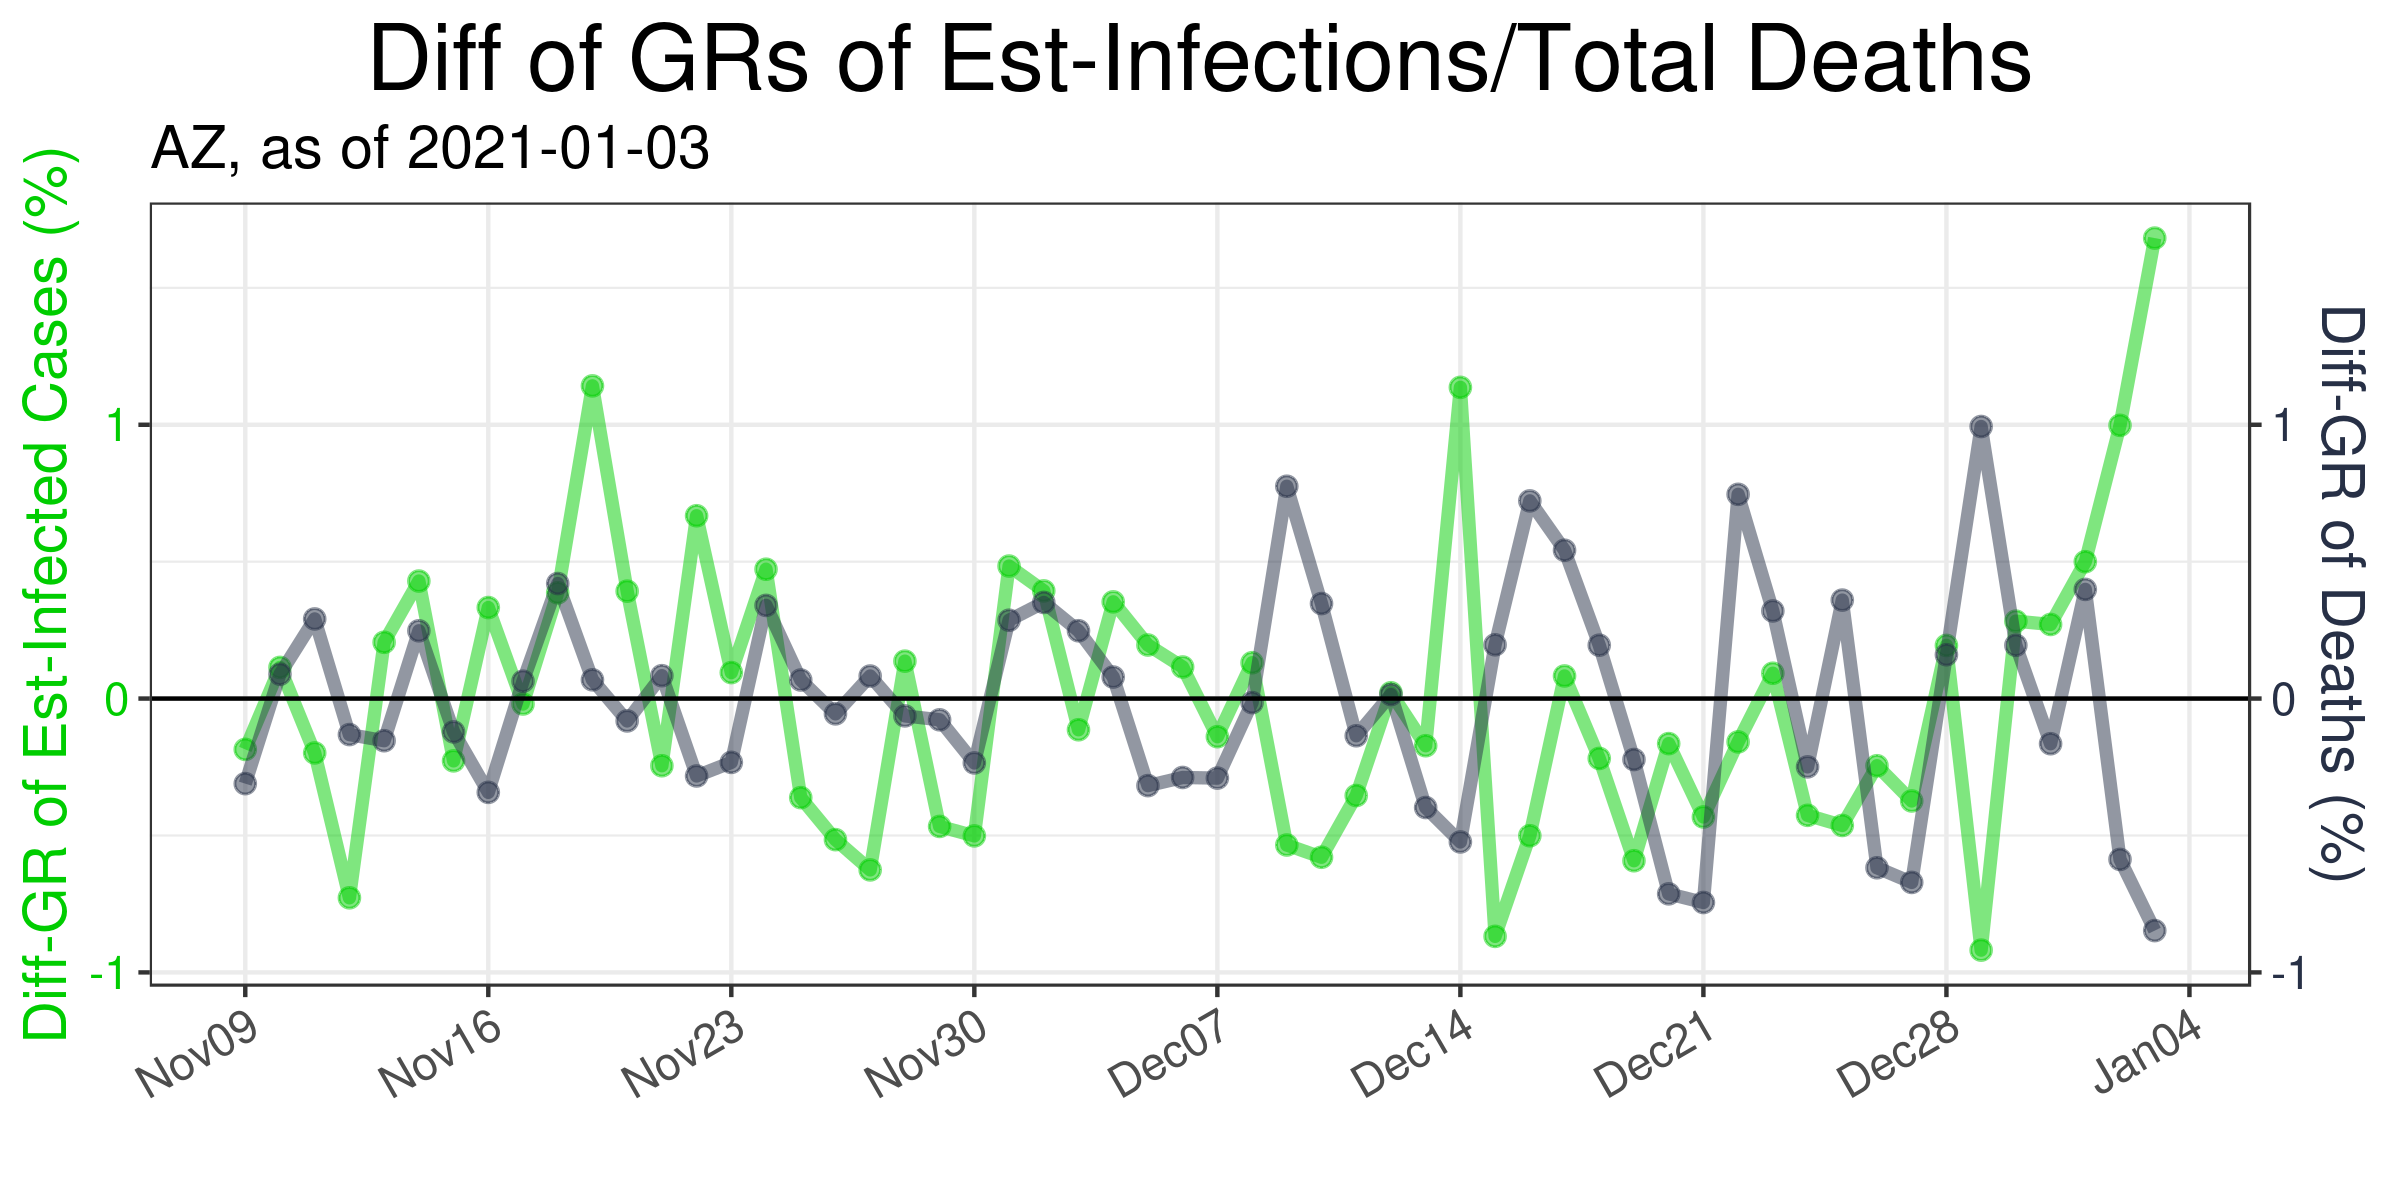 Diff of GRs of Est-Infections/Total Deaths
AZ, as of 2021-01-03
Diff-GR of Est-Infected Cases (%)
1
0
-1
1
0
-1
Diff-GR of Deaths (%)
Nov09
Nov16
Nov23
Nov30
Dec07
Dec14
Dec21
Dec28
Jan04